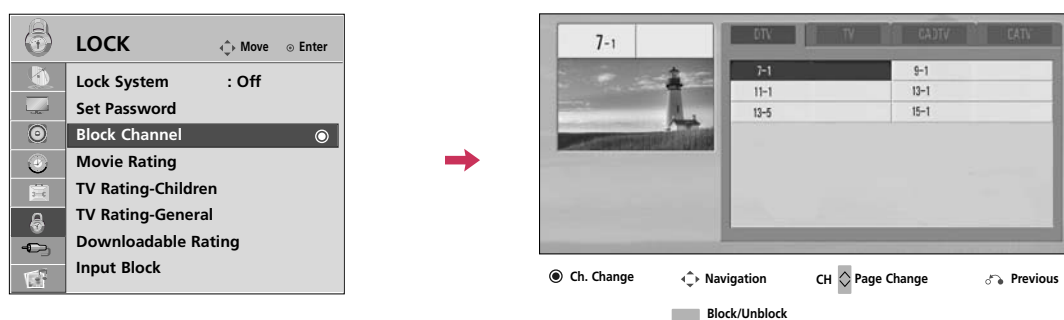 LOCK Move Enter
Lock System : Off
Set Password
Block Channel
Movie Rating
TV Rating-Children
TV Rating-General
Downloadable Rating
Input Block
7-1
DTV TV CADTV CATV
7-1 9-1
11-1 13-1
13-5 15-1
Ch. Change Navigation CH Page Change Previous
Block/Unblock